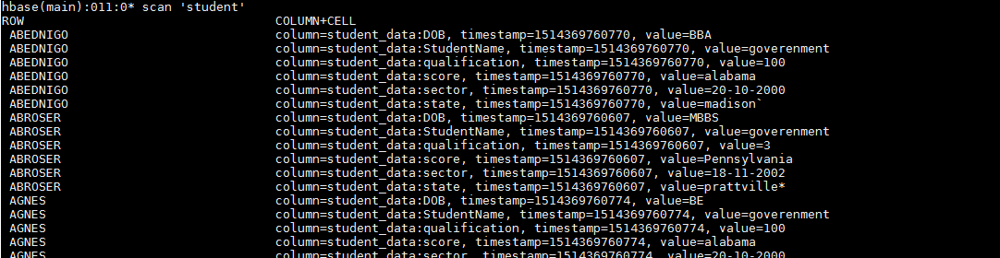 hbase(main):011:0* scan 'student'
ROW COLUMN+CELL
ABEDNIGO column=student_data:DOB, timestamp=1514369760770, value=BBA
ABEDNIGO column=student_data:StudentName, timestamp=1514369760770, value=goverenment
ABEDNIGO column=student_data:qualification, timestamp=1514369760770, value=100
ABEDNIGO column=student_data:score, timestamp=1514369760770, value=alabama
ABEDNIGO column=student_data:sector, timestamp=1514369760770, value=20-10-2000
ABEDNIGO column=student_data:state, timestamp=1514369760770, value=madison`
ABROSER column=student_data:DOB, timestamp=1514369760607, value=MBBS
ABROSER column=student_data:StudentName, timestamp=1514369760607, value=government
ABROSER column=student_data:qualification, timestamp=1514369760607, value=3
ABROSER column=student_data:score, timestamp=1514369760607, value=Pennsylvania
ABROSER column=student_data:sector, timestamp=1514369760607, value=18-11-2002
ABROSER column=student_data:state, timestamp=1514369760607, value=prattville*
AGNES column=student_data:DOB, timestamp=1514369760774, value=BE
AGNES column=student_data:StudentName, timestamp=1514369760774, value=government
AGNES column=student_data:qualification, timestamp=1514369760774, value=100
AGNES column=student_data:score, timestamp=1514369760774, value=alabama
AGNES column=student_data:sector, timestamp=1514369760774, value=20-10-2000